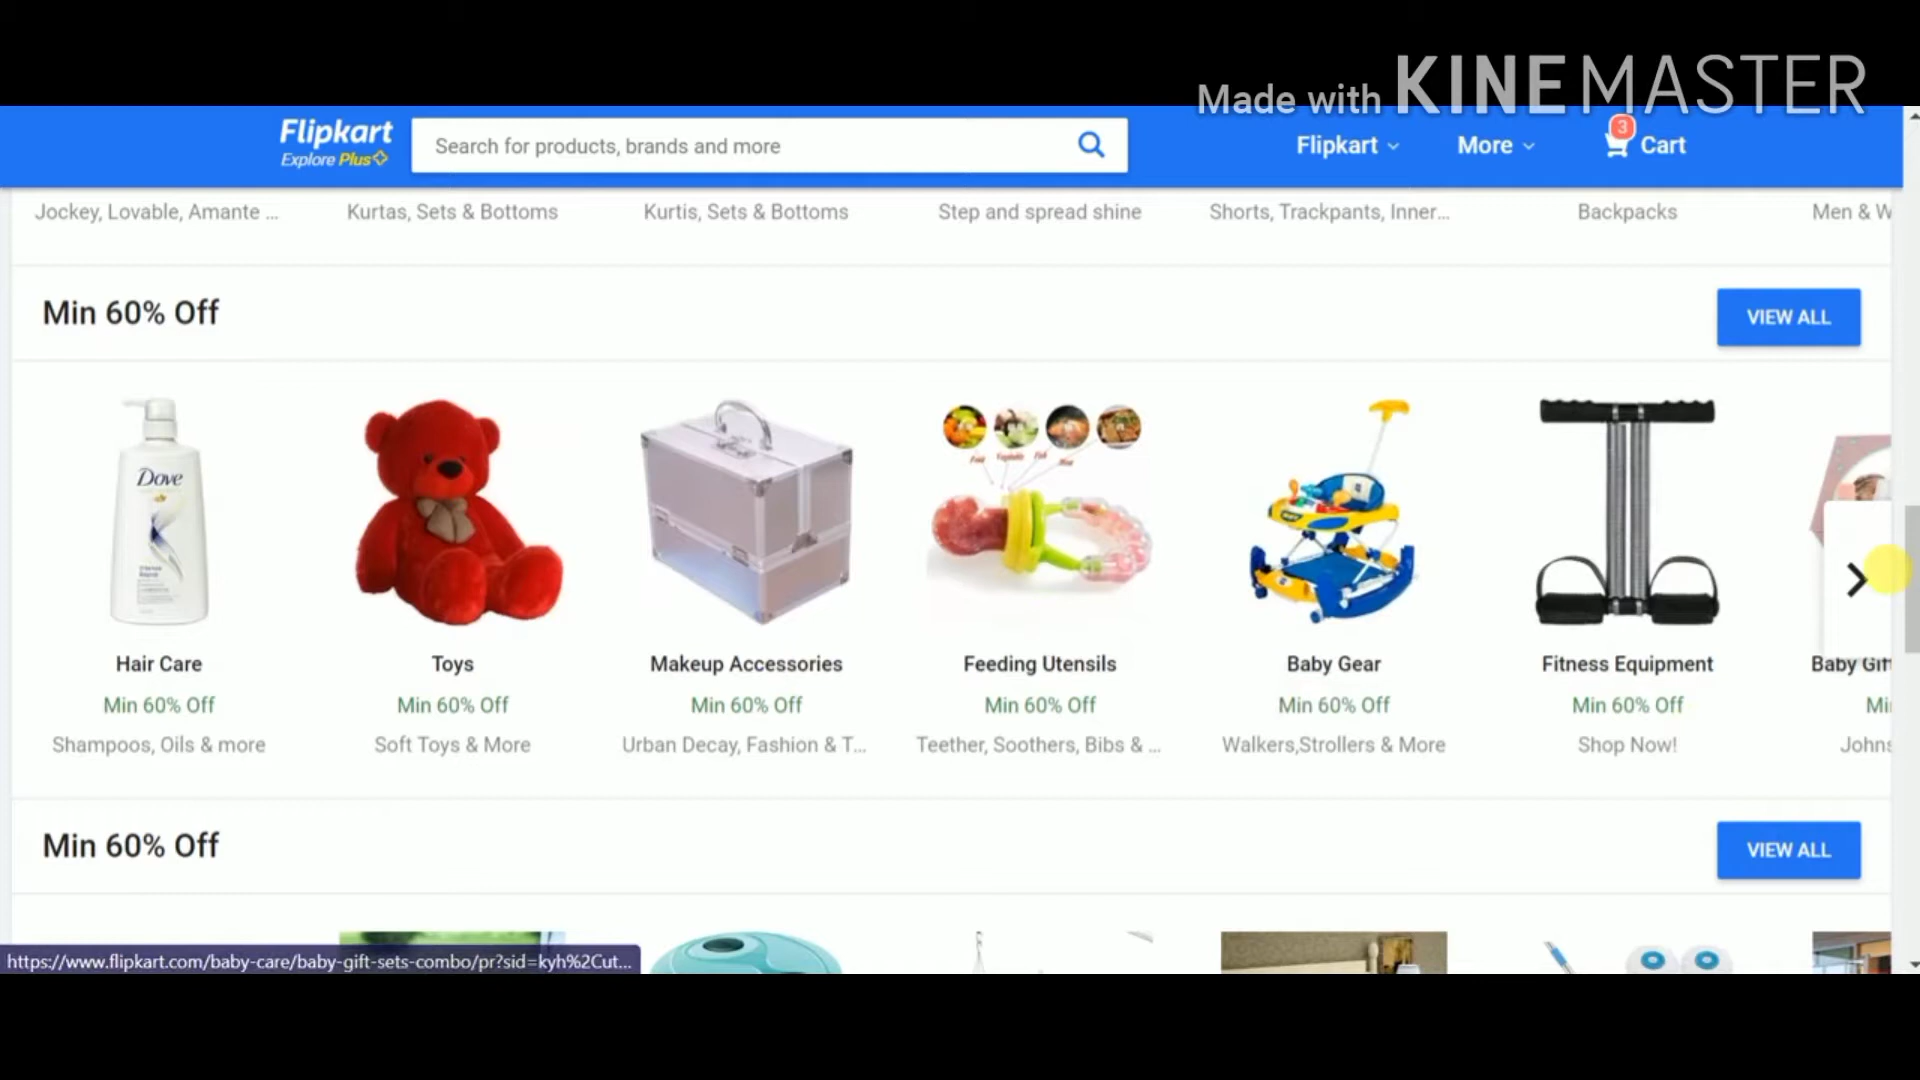 Made with KINEMASTER
Flipkart
Explore Plus
Search for products, brands and more
Flipkart
More
3
Cart
Jockey, Lovable, Amante ...
Kurtas, Sets & Bottoms
Kurtis, Sets & Bottoms
Step and spread shine
Shorts, Trackpants, Inner...
Backpacks
Men & W
Min 60% Off
VIEW ALL
Dove
Hair Care
Min 60% Off
Shampoos, Oils & more
Toys
Min 60% Off
Soft Toys & More
Makeup Accessories
Min 60% Off
Urban Decay, Fashion & T...
Feeding Utensils
Min 60% Off
Teether, Soothers, Bibs & ...
Baby Gear
Min 60% Off
Walkers,Strollers & More
Fitness Equipment
Min 60% Off
Shop Now!
Baby Gif
Mi
Johns
Min 60% Off
VIEW ALL
https://www.flipkart.com/baby-care/baby-gift-sets-combo/pr?sid=kyh%2Cut...